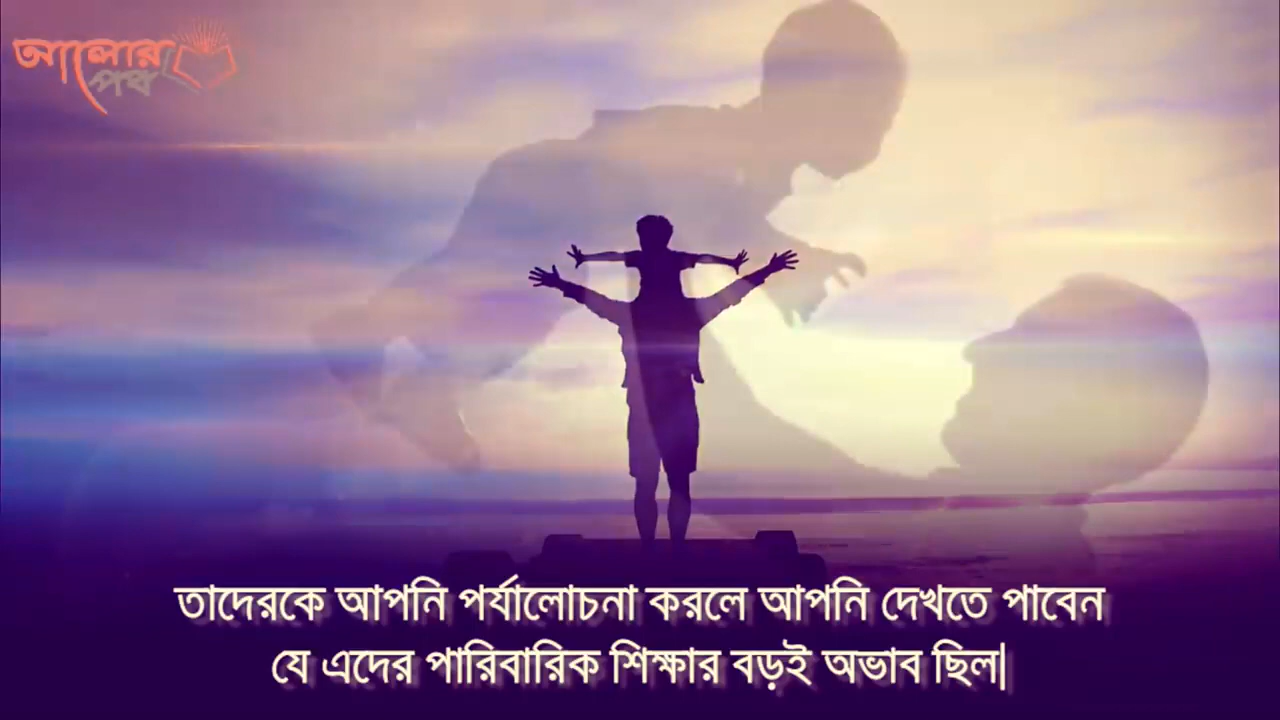 আলোর
পথ
তাদেরকে আপনি পর্যালোচনা করলে আপনি দেখতে পাবেন
যে এদের পারিবারিক শিক্ষার বড়ই অভাব ছিল|